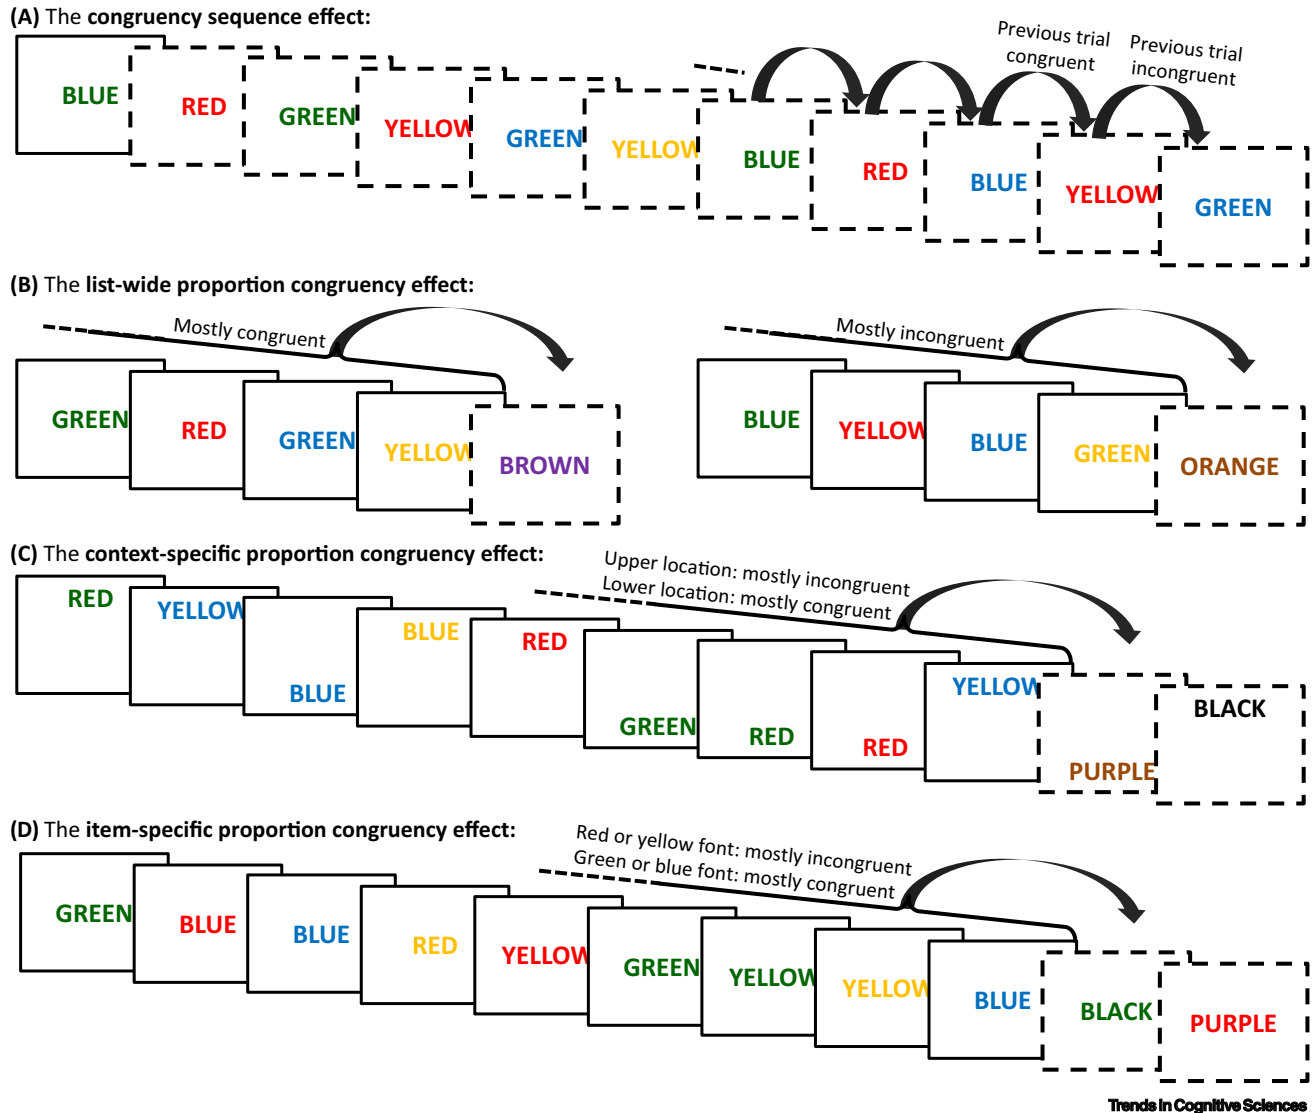 (A) The congruency sequence effect:
Previous trial congruent
Previous trial incongruent
BLUE
RED
GREEN
YELLOW
GREEN
YELLOW
BLUE
RED
BLUE
YELLOW
GREEN
(B) The list-wide proportion congruency effect:
Mostly congruent
GREEN
RED
GREEN
YELLOW
BROWN
Mostly incongruent
BLUE
YELLOW
BLUE
GREEN
ORANGE
(C) The context-specific proportion congruency effect:
Upper location: mostly incongruent
Lower location: mostly congruent
RED
YELLOW
BLUE
BLUE
RED
GREEN
RED
RED
YELLOW
PURPLE
BLACK
(D) The item-specific proportion congruency effect:
Red or yellow font: mostly incongruent
Green or blue font: mostly congruent
GREEN
BLUE
BLUE
RED
YELLOW
GREEN
YELLOW
YELLOW
BLUE
BLACK
PURPLE
Trends in Cognitive Sciences